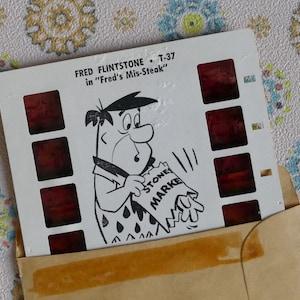 FRED FLINTSTONE • T-37
in "Fred's Mis-Steak"
STONE
MARKE